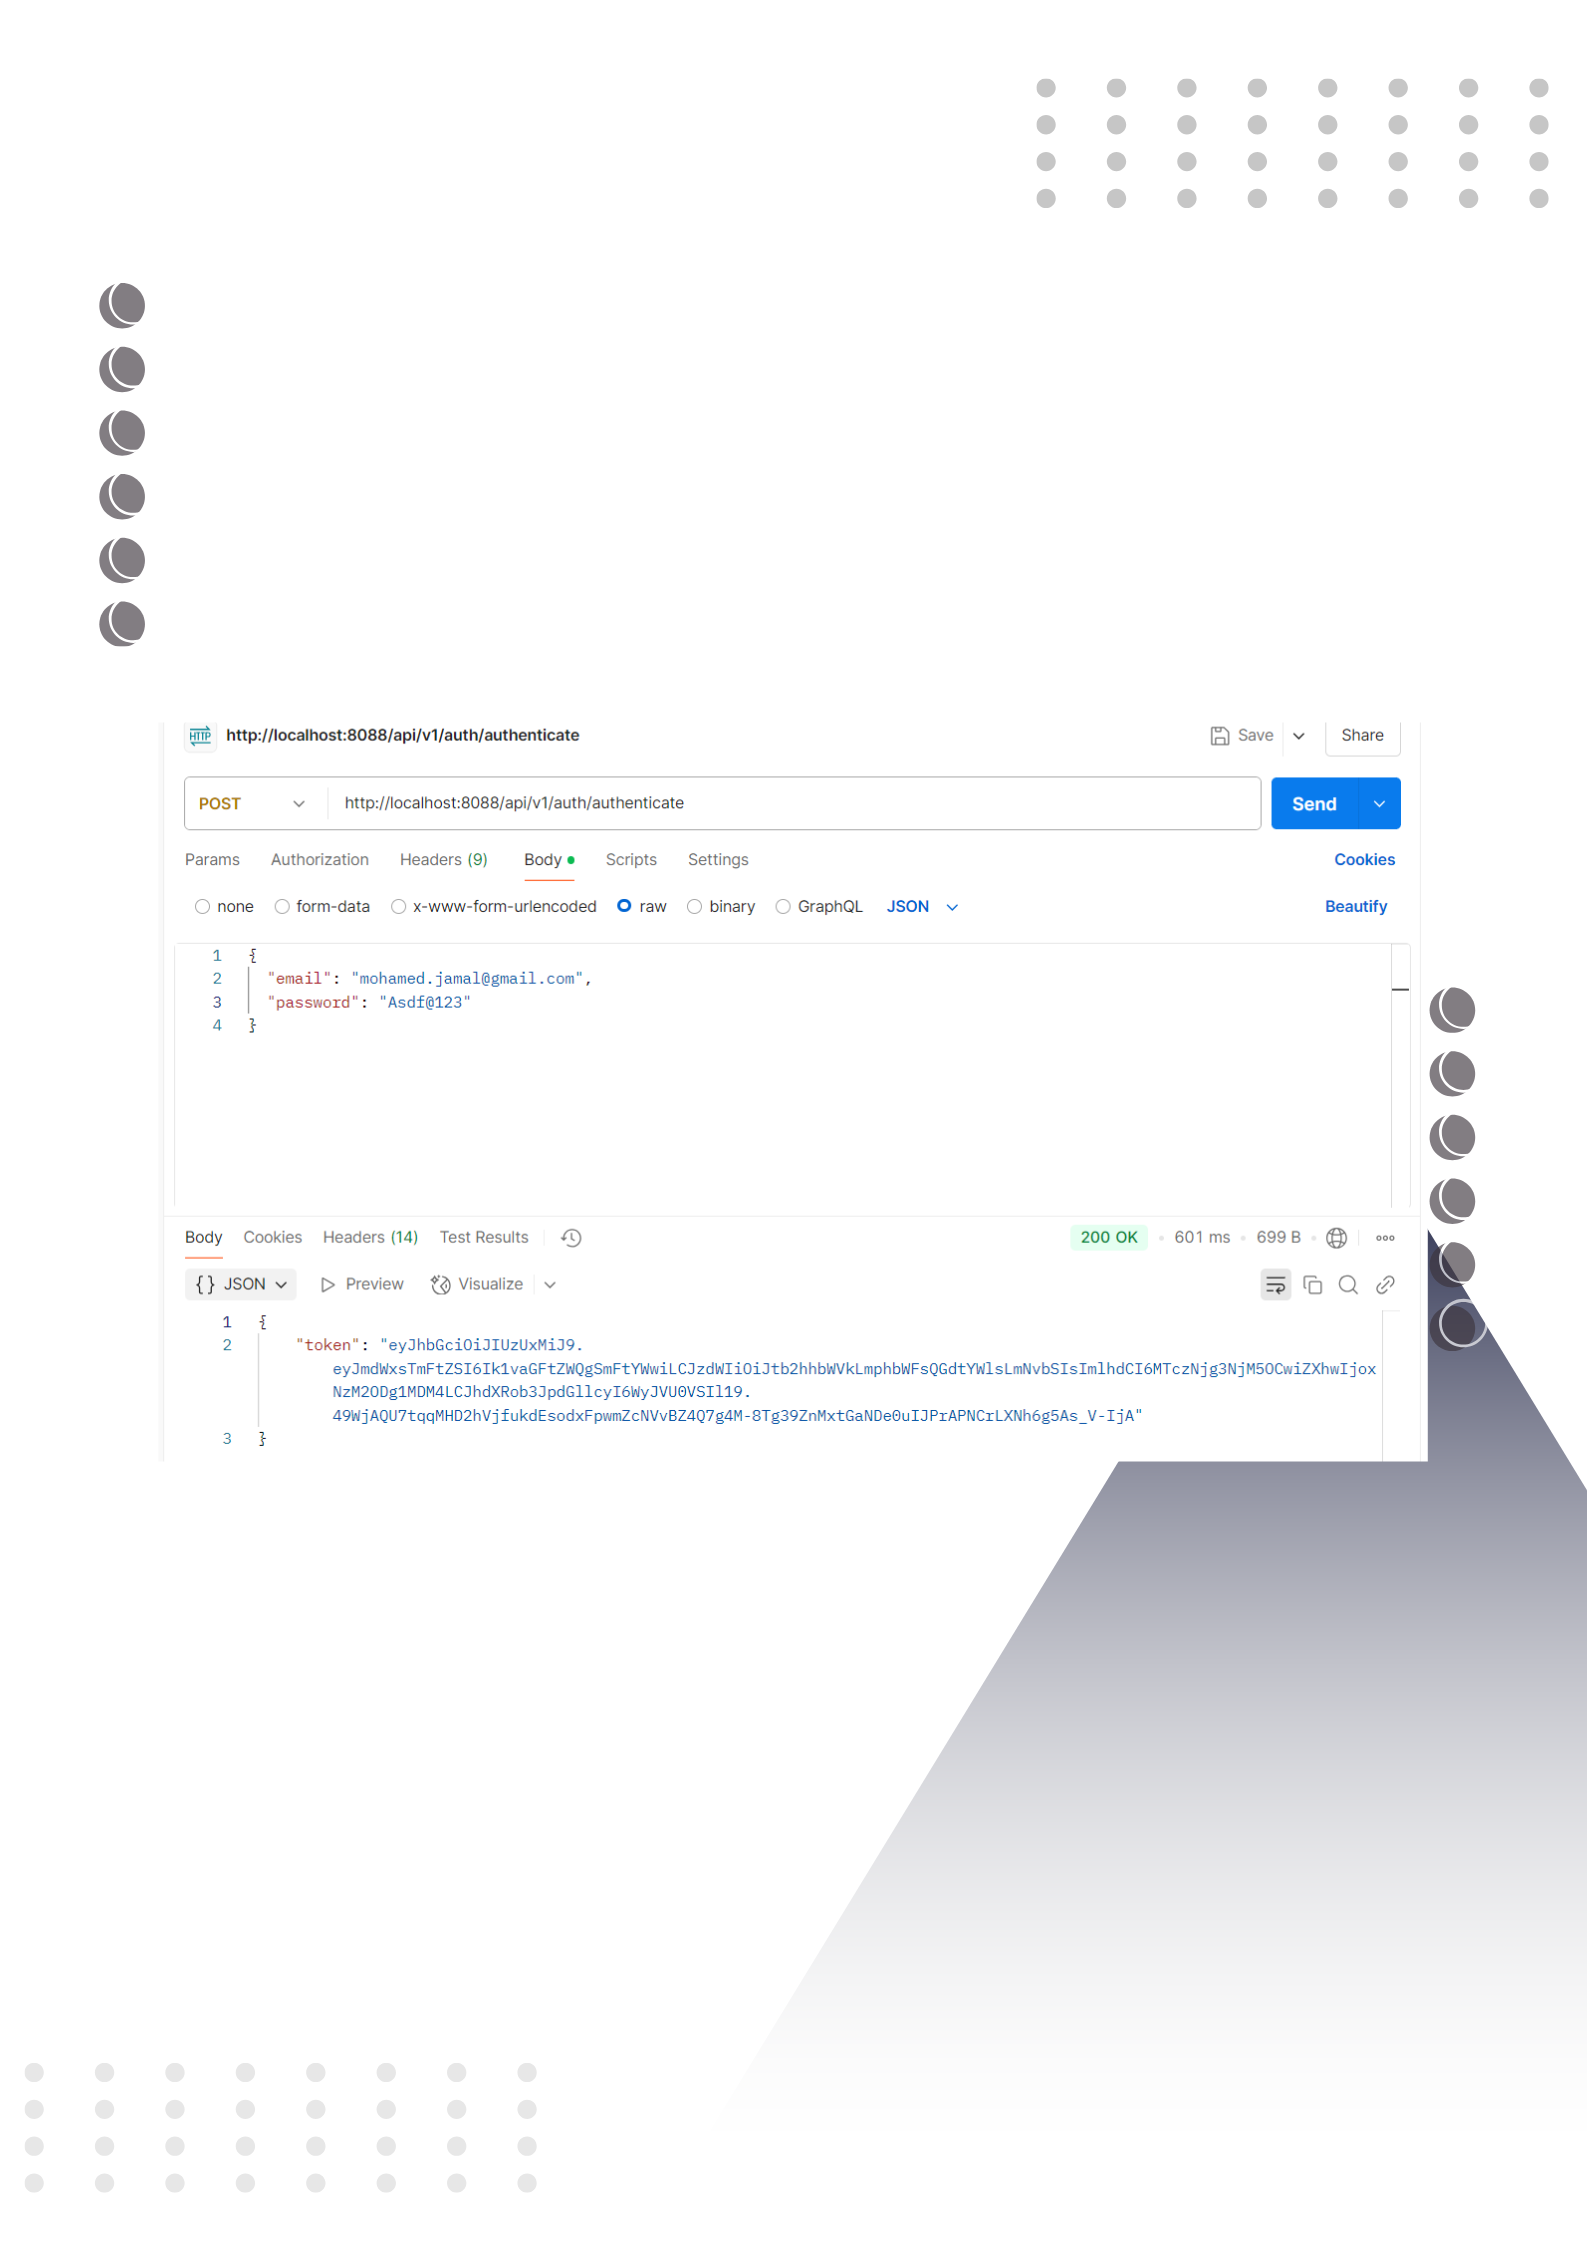 HTTP http://localhost:8088/api/v1/auth/authenticate Save Share
POST http://localhost:8088/api/v1/auth/authenticate Send
Params Authorization Headers (9) Body Scripts Settings Cookies
none form-data x-www-form-urlencoded raw binary GraphQL JSON Beautify
1 {
2 "email": "mohamed.jamal@gmail.com",
3 "password": "Asdf@123"
4 }
Body Cookies Headers (14) Test Results 200 OK 601 ms 699 B
{} JSON Preview Visualize
1 {
2 "token": "eyJhbGciOiJIUzUxMiJ9.
eyJmdWxsTmFtZSI6Ik1vaGFtZWQgSmFtYWwiLCJzdWIiOiJtb2hhbWVkLmphbWFsQGdtYWlsLmNvbSIsImlhdCI6MTczNjg3NjM5OCwiZXhwIjox
NzM2ODg1MDM4LCJhdXRob3JpdGllcyI6WyJVU0VSIl19.
49WjAQU7tqqMHD2hVjfukdEsodxFpwmZcNVvBZ4Q7g4M-8Tg39ZnMxtGaNDe0uIJPrAPNCrLXNh6g5As_V-IjA"
3 }